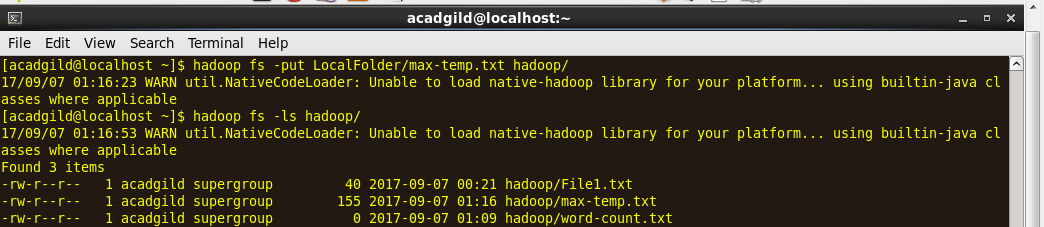 acadgild@localhost:~
File Edit View Search Terminal Help
[acadgild@localhost ~]$ hadoop fs -put LocalFolder/max-temp.txt hadoop/
17/09/07 01:16:23 WARN util.NativeCodeLoader: Unable to load native-hadoop library for your platform... using builtin-java cl
asses where applicable
[acadgild@localhost ~]$ hadoop fs -ls hadoop/
17/09/07 01:16:53 WARN util.NativeCodeLoader: Unable to load native-hadoop library for your platform... using builtin-java cl
asses where applicable
Found 3 items
-rw-r--r--   1 acadgild supergroup         40 2017-09-07 00:21 hadoop/File1.txt
-rw-r--r--   1 acadgild supergroup        155 2017-09-07 01:16 hadoop/max-temp.txt
-rw-r--r--   1 acadgild supergroup          0 2017-09-07 01:09 hadoop/word-count.txt